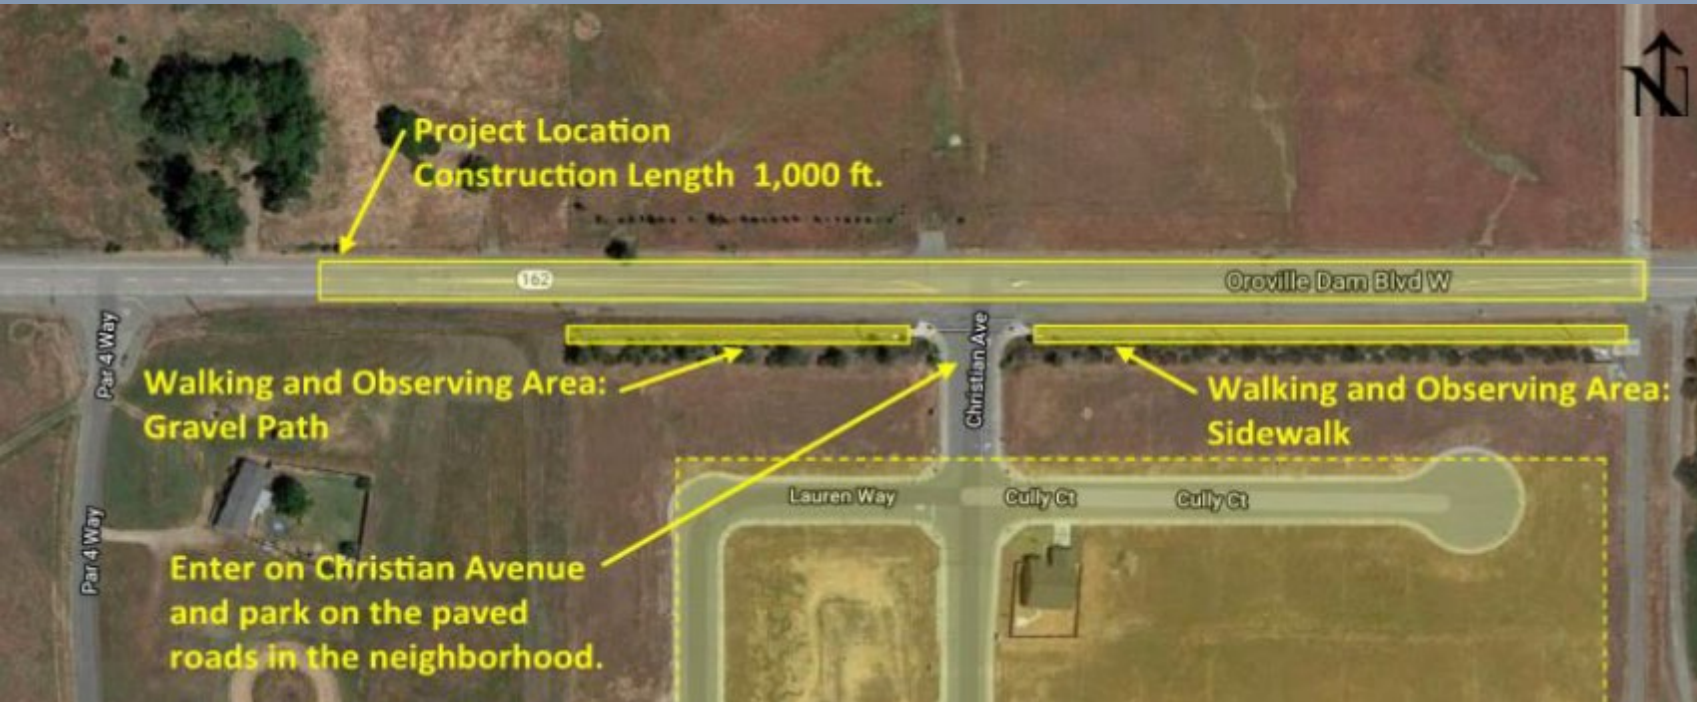 N
Project Location
Construction Length 1,000 ft.
162
Oroville Dam Blvd W
Par 4 Way
Christian Ave
Walking and Observing Area:
Gravel Path
Walking and Observing Area:
Sidewalk
Lauren Way
Cully Ct
Cully Ct
Par 4 Way
Enter on Christian Avenue
and park on the paved
roads in the neighborhood.